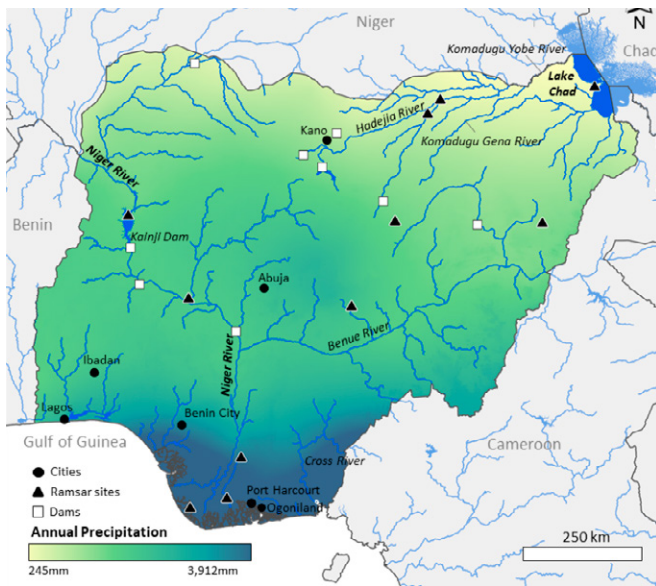 Niger
N
Komadugu Yobe River
Chad
Lake
Chad
Hadejia River
Kano
Komadugu Gena River
Niger River
Benin
Kainji Dam
Abuja
Benue River
Niger River
Ibadan
Lagos
Benin City
Gulf of Guinea
Cameroon
Cross River
Cities
Ramsar sites
Port Harcourt
Dams
Ogoniland
Annual Precipitation
250 km
245mm
3,912mm